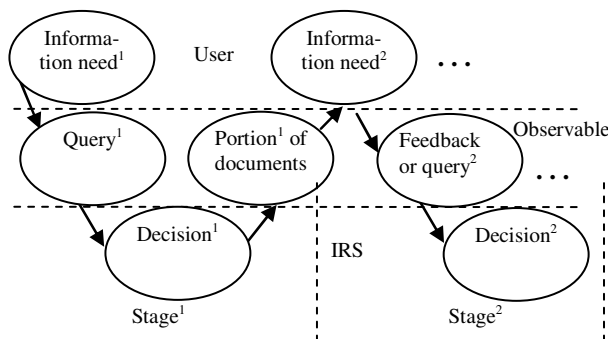 Informa-
tion need¹
User
Informa-
tion need²
...
Query¹
Portion¹ of
documents
Feedback
or query²
Observable
...
Decision¹
IRS
Decision²
Stage¹
Stage²